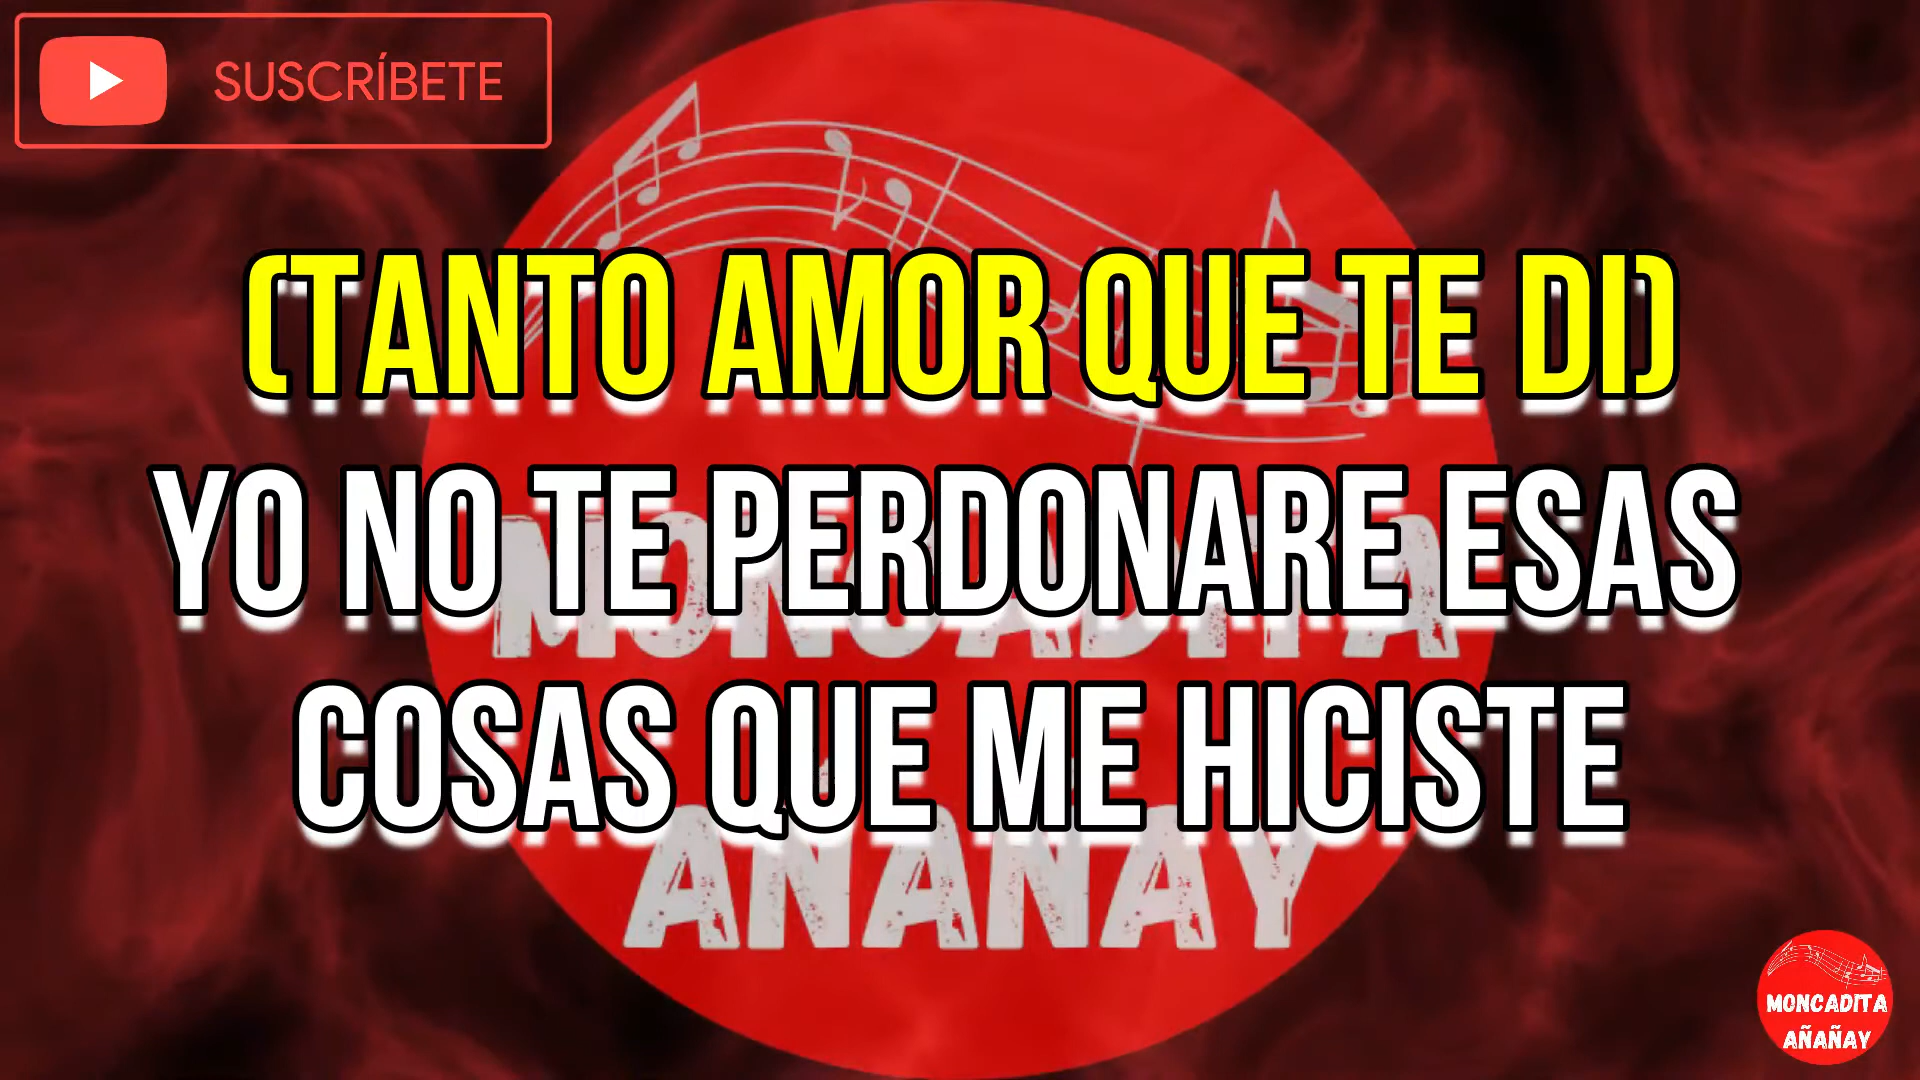 SUSCRÍBETE
(TANTO AMOR QUE TE DI)
YO NO TE PERDONARE ESAS
MONCADITA
COSAS QUE ME HICISTE
AÑAÑAY
MONCADITA
AÑAÑAY